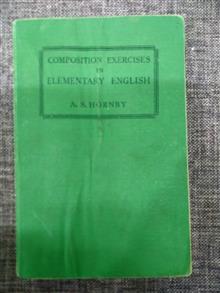 COMPOSITION EXERCISES
IN
ELEMENTARY ENGLISH
A. S. HORNBY